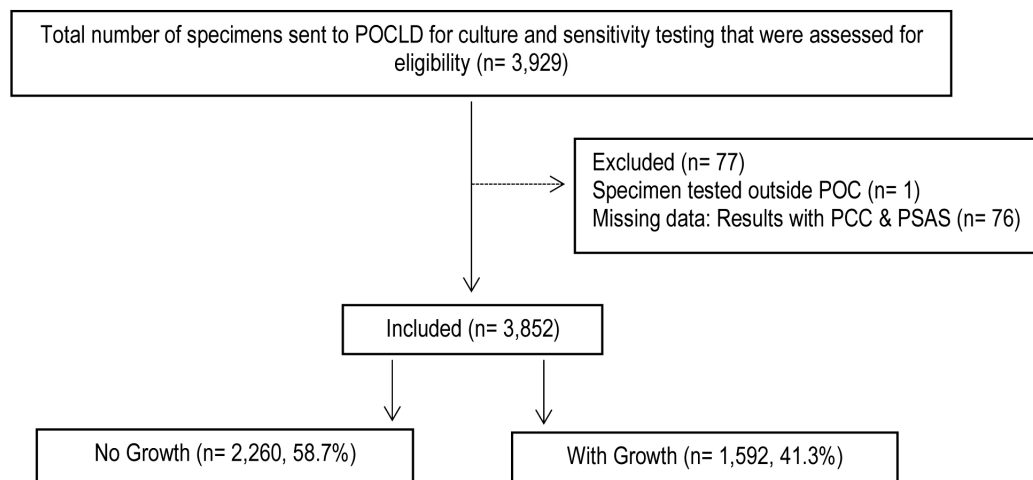 Total number of specimens sent to POCLD for culture and sensitivity testing that were assessed for
eligibility (n= 3,929)
Excluded (n= 77)
Specimen tested outside POC (n= 1)
Missing data: Results with PCC & PSAS (n= 76)
Included (n= 3,852)
No Growth (n= 2,260, 58.7%)
With Growth (n= 1,592, 41.3%)